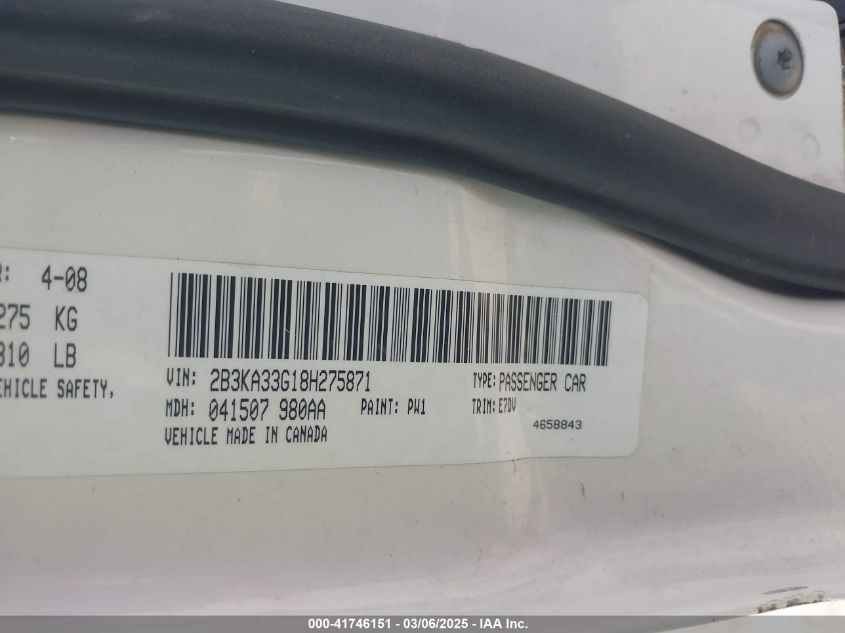 R: 4-08
275 KG
310 LB
EHICLE SAFETY,
VIN: 2B3KA33G18H275871 TYPE: PASSENGER CAR
MDH: 041507 980AA PAINT: PW1 TRIM: E7DV
4658843
VEHICLE MADE IN CANADA
000-41746151 - 03/06/2025 - IAA Inc.